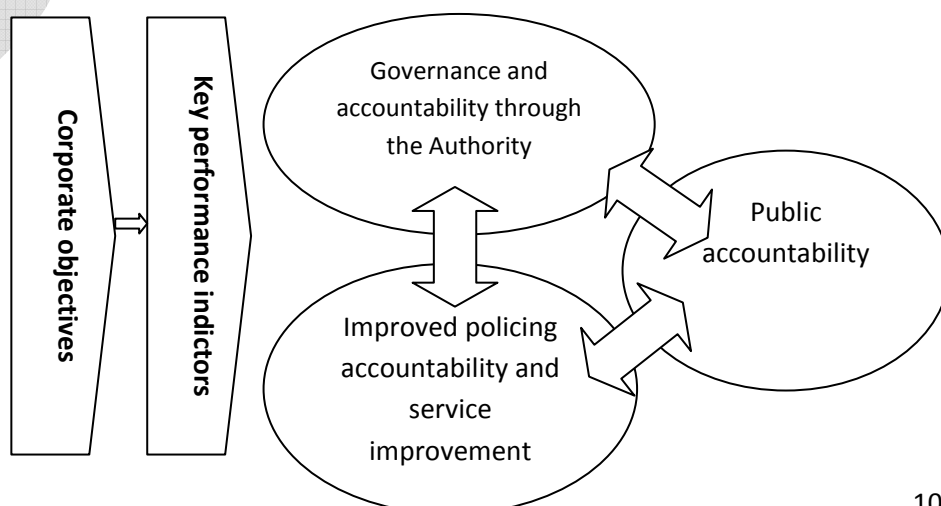 Corporate objectives
Key performance indictors
Governance and
accountability through
the Authority
Public
accountability
Improved policing
accountability and
service
improvement
10